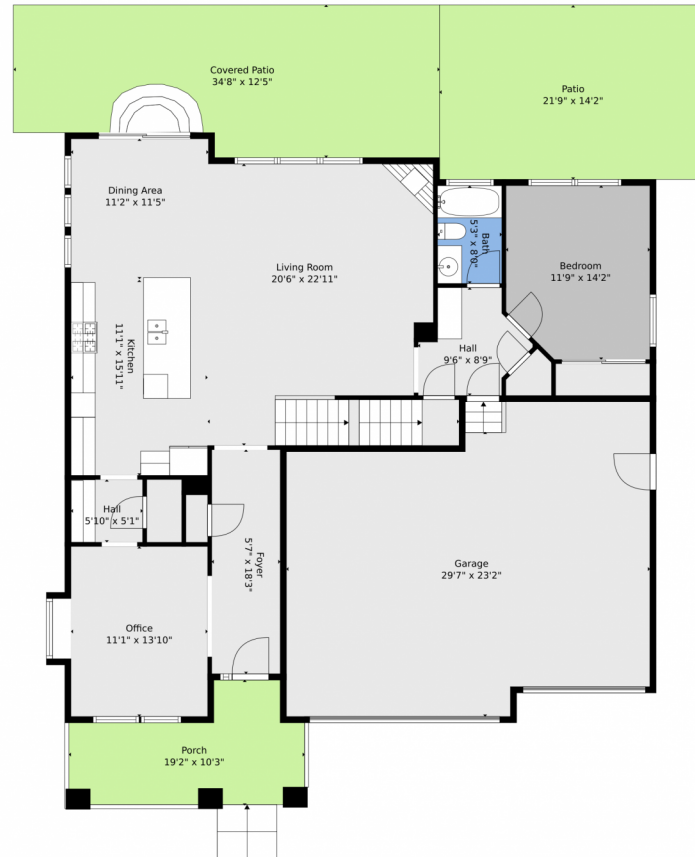 Covered Patio
34'8" x 12'5"
Patio
21'9" x 14'2"
Dining Area
11'2" x 11'5"
Living Room
20'6" x 22'11"
Bath
5'3" x 8'0"
Bedroom
11'9" x 14'2"
Kitchen
11'1" x 15'11"
Hall
9'6" x 8'9"
Hall
5'10" x 5'1"
Foyer
5'7" x 18'3"
Garage
29'7" x 23'2"
Office
11'1" x 13'10"
Porch
19'2" x 10'3"